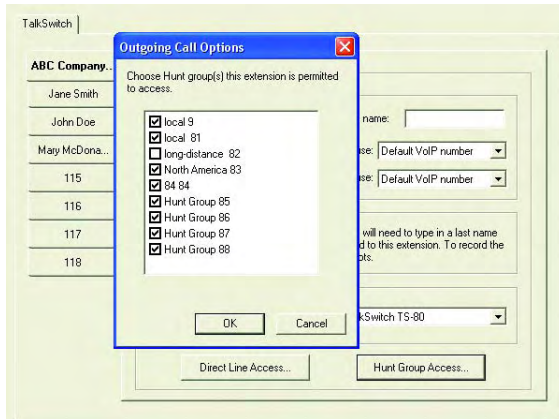 TalkSwitch
Outgoing Call Options
ABC Company..
Choose Hunt group(s) this extension is permitted
to access.
Jane Smith
John Doe
Mary McDona...
115
116
117
118
local 9
local 81
long-distance 82
North America 83
84 84
Hunt Group 85
Hunt Group 86
Hunt Group 87
Hunt Group 88
OK
Cancel
name:
use: Default VoIP number
use: Default VoIP number
will need to type in a last name
d to this extension. To record the
pts.
kSwitch TS-80
Direct Line Access...
Hunt Group Access...